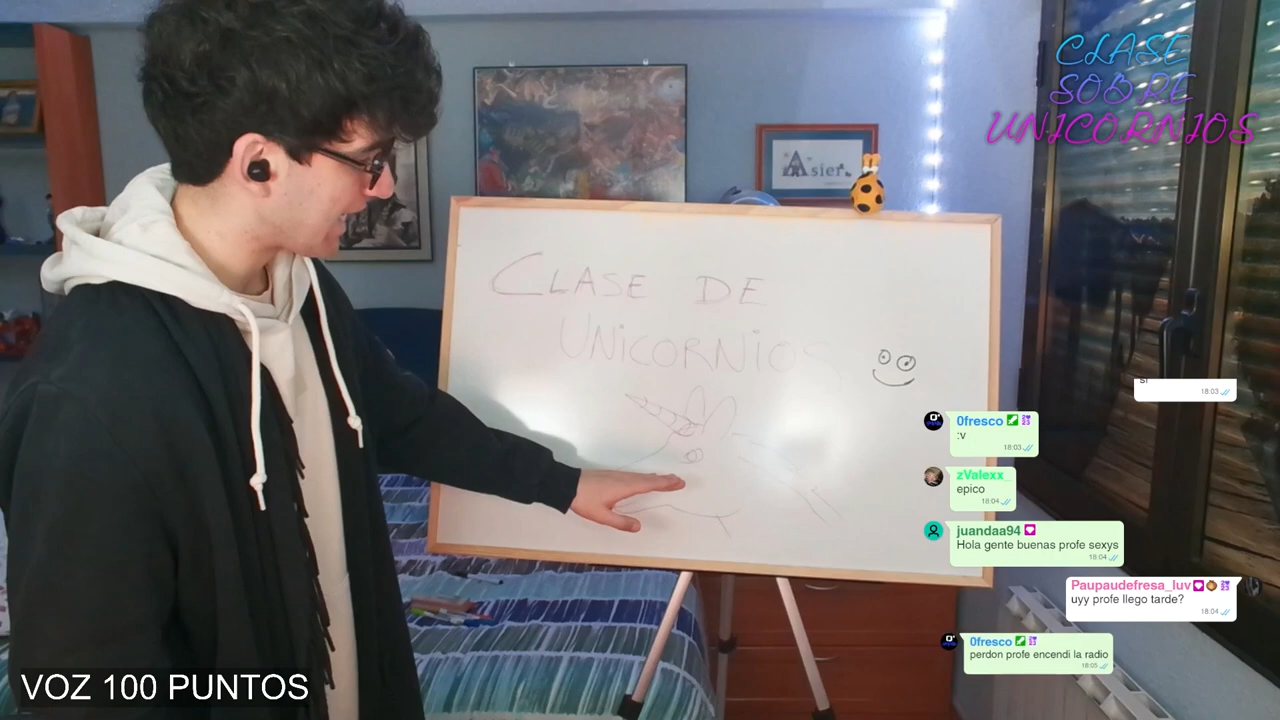 CLASE
SOBRE
UNICORNIOS
Asier
CLASE DE
UNICORNIOS
si
18:03
0fresco
:v
18:03
zValexx_
epico
18:04
juandaa94
Hola gente buenas profe sexys
18:04
Paupaudefresa_luv
uyy profe llego tarde?
18:04
0fresco
perdon profe encendi la radio
18:05
VOZ 100 PUNTOS